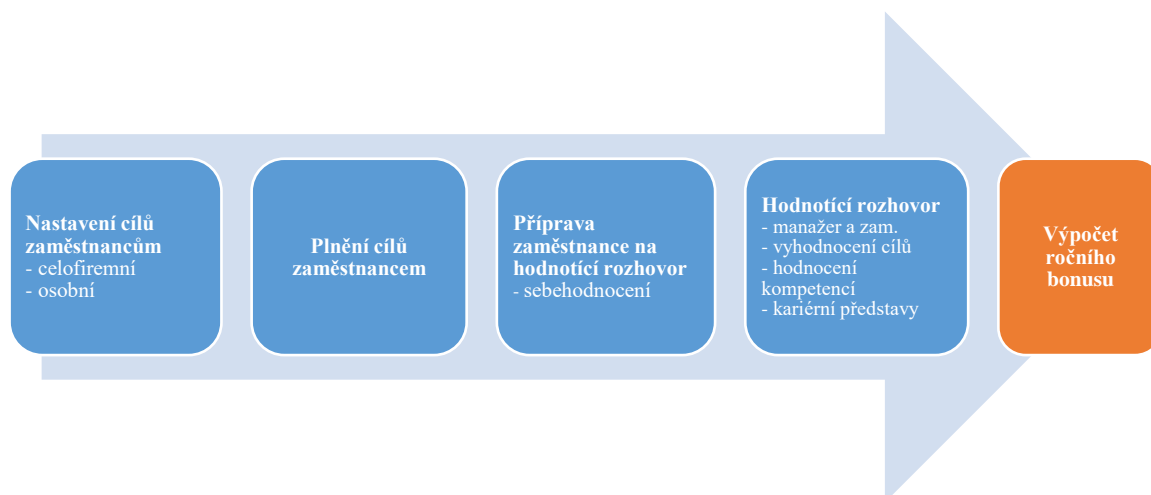 Nastavení cílů
zaměstnancům
- celofiremní
- osobní
Plnění cílů
zaměstnancem
Příprava
zaměstnance na
hodnotící rozhovor
- sebehodnocení
Hodnotící rozhovor
- manažer a zam.
- vyhodnocení cílů
- hodnocení
kompetencí
- kariérní představy
Výpočet
ročního
bonusu